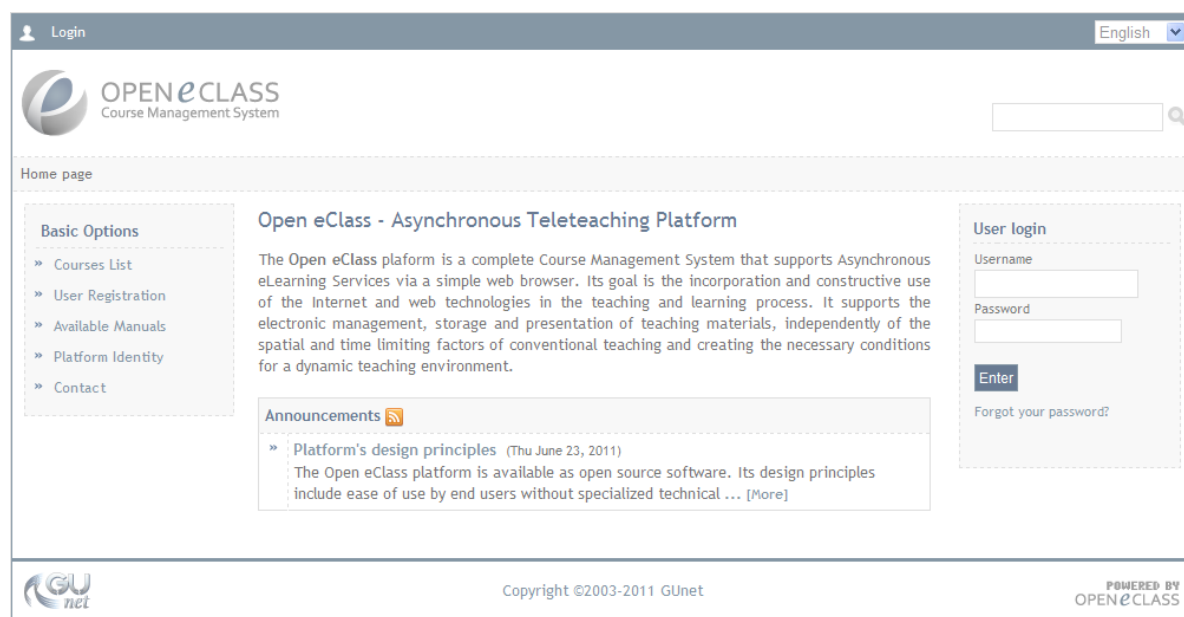 Login
English
OPEN eCLASS
Course Management System
Home page
Basic Options
» Courses List
» User Registration
» Available Manuals
» Platform Identity
» Contact
Open eClass - Asynchronous Teleteaching Platform
The Open eClass plaform is a complete Course Management System that supports Asynchronous
eLearning Services via a simple web browser. Its goal is the incorporation and constructive use
of the Internet and web technologies in the teaching and learning process. It supports the
electronic management, storage and presentation of teaching materials, independently of the
spatial and time limiting factors of conventional teaching and creating the necessary conditions
for a dynamic teaching environment.
Announcements
» Platform's design principles (Thu June 23, 2011)
The Open eClass platform is available as open source software. Its design principles
include ease of use by end users without specialized technical ... [More]
User login
Username
Password
Enter
Forgot your password?
GU
net
Copyright ©2003-2011 GUnet
POWERED BY
OPEN eCLASS